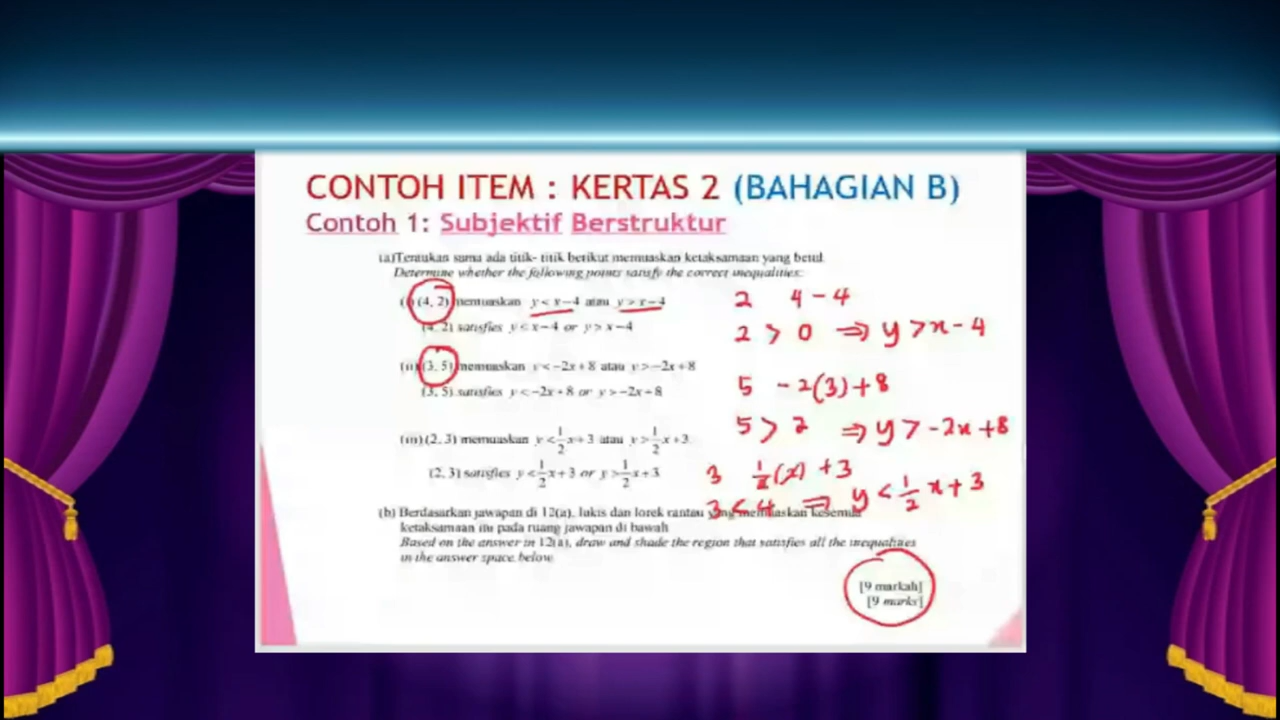 CONTOH ITEM : KERTAS 2 (BAHAGIAN B)
Contoh 1: Subjektif Berstruktur
(a)Tentukan sama ada titik- titik berikut memuaskan ketaksamaan yang betul.
Determine whether the following points satisfy the correct inequalities:
(i) (4, 2) memuaskan y < x − 4 atau y > x − 4
2 4 − 4
(4, 2) satisfies y < x − 4 or y > x − 4
2 > 0 ⇒ y > x − 4
(ii) (3, 5) memuaskan y < −2x + 8 atau y > −2x + 8
5 − 2(3) + 8
(3, 5) satisfies y < −2x + 8 or y > −2x + 8
5 > 2 ⇒ y > −2x + 8
(iii) (2, 3) memuaskan y < 1/2 x + 3 atau y > 1/2 x + 3
(2, 3) satisfies y < 1/2 x + 3 or y > 1/2 x + 3
3 1/2 (2) + 3
3 < 4 ⇒ y < 1/2 x + 3
(b) Berdasarkan jawapan di 12(a), lukis dan lorek rantau yang memuaskan kesemua
ketaksamaan itu pada ruang jawapan di bawah
Based on the answer in 12(a), draw and shade the region that satisfies all the inequalities
in the answer space below
[9 markah]
[9 marks]